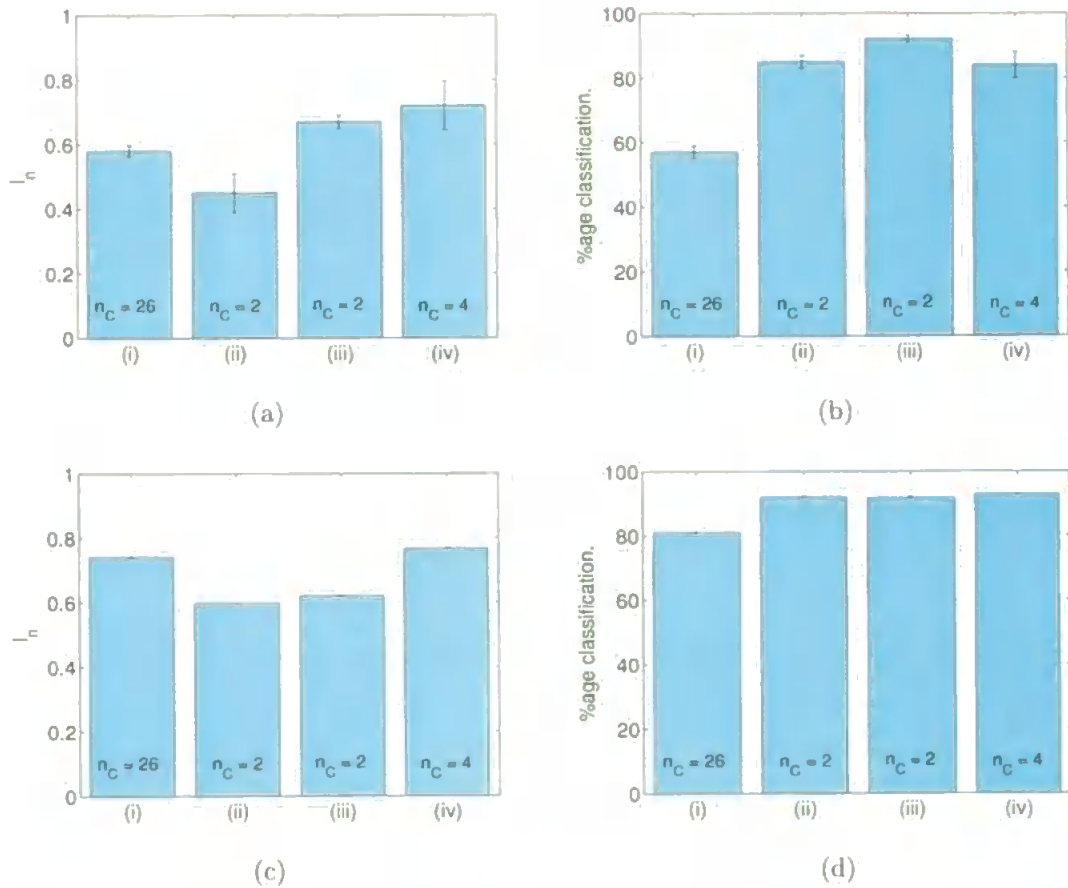 1
0.8
0.6
0.4
0.2
0
I_n
n_C = 26
n_C = 2
n_C = 2
n_C = 4
(i)
(ii)
(iii)
(iv)
(a)
100
80
60
40
20
0
%age classification.
n_C = 26
n_C = 2
n_C = 2
n_C = 4
(i)
(ii)
(iii)
(iv)
(b)
1
0.8
0.6
0.4
0.2
0
I_n
n_C = 26
n_C = 2
n_C = 2
n_C = 4
(i)
(ii)
(iii)
(iv)
(c)
100
80
60
40
20
0
%age classification.
n_C = 26
n_C = 2
n_C = 2
n_C = 4
(i)
(ii)
(iii)
(iv)
(d)